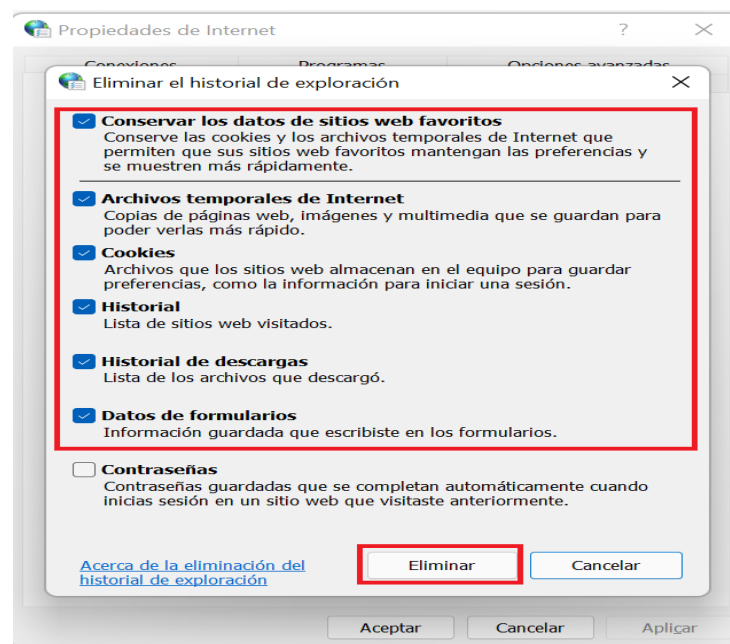 Propiedades de Internet
?
Conexiones Programas Opciones avanzadas
Eliminar el historial de exploración
Conservar los datos de sitios web favoritos
Conserve las cookies y los archivos temporales de Internet que
permiten que sus sitios web favoritos mantengan las preferencias y
se muestren más rápidamente.
Archivos temporales de Internet
Copias de páginas web, imágenes y multimedia que se guardan para
poder verlas más rápido.
Cookies
Archivos que los sitios web almacenan en el equipo para guardar
preferencias, como la información para iniciar una sesión.
Historial
Lista de sitios web visitados.
Historial de descargas
Lista de los archivos que descargó.
Datos de formularios
Información guardada que escribiste en los formularios.
Contraseñas
Contraseñas guardadas que se completan automáticamente cuando
inicias sesión en un sitio web que visitaste anteriormente.
Acerca de la eliminación del
historial de exploración
Eliminar Cancelar
Aceptar Cancelar Aplicar